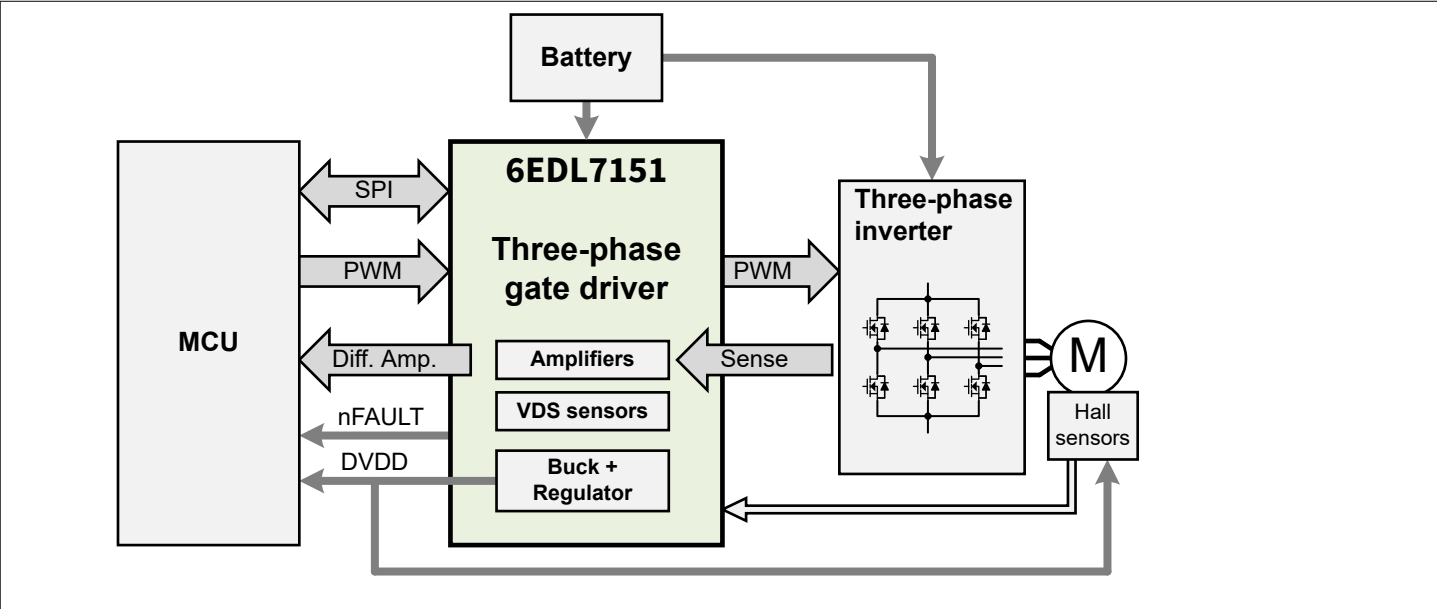 Battery
6EDL7151
Three-phase
gate driver
MCU
SPI
PWM
Diff. Amp.
nFAULT
DVDD
Amplifiers
VDS sensors
Buck +
Regulator
PWM
Sense
Three-phase
inverter
M
Hall
sensors